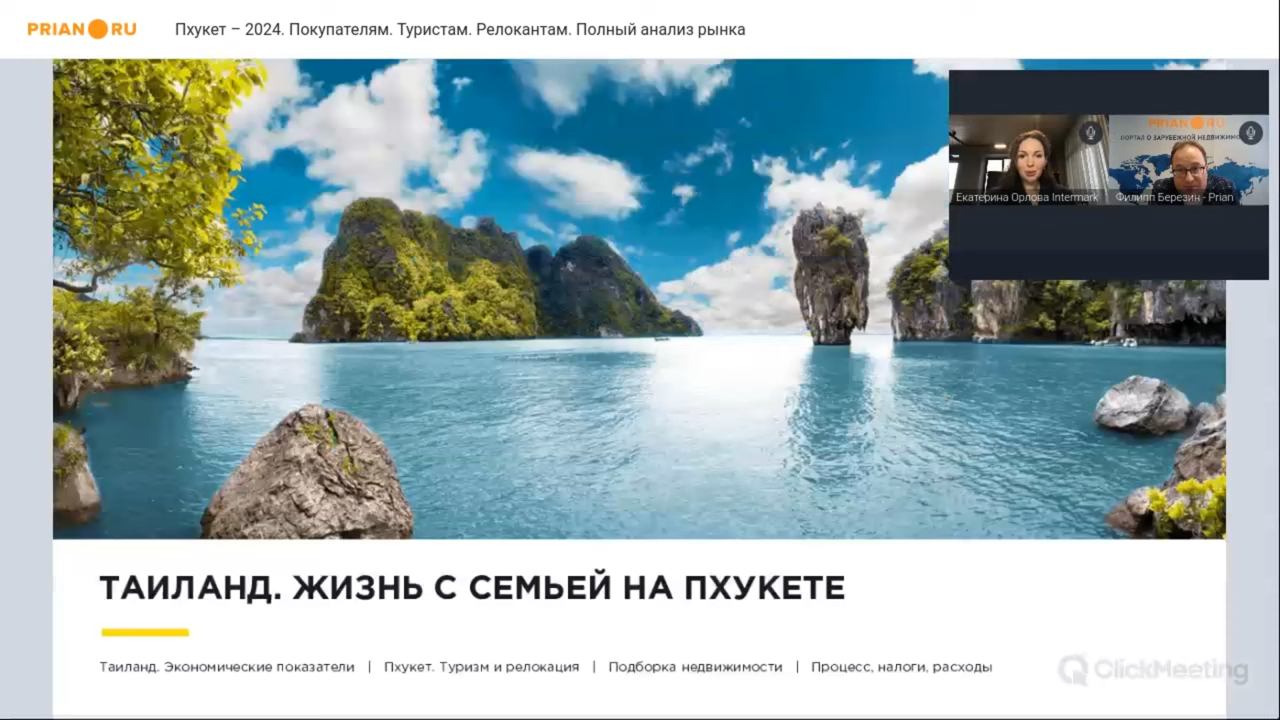 PRIAN RU
Пхукет – 2024. Покупателям. Туристам. Релокантам. Полный анализ рынка
PRIAN RU
ПОРТАЛ О ЗАРУБЕЖНОЙ НЕДВИЖИМО
Екатерина Орлова Intermark
Филипп Березин - Prian
ТАИЛАНД. ЖИЗНЬ С СЕМЬЕЙ НА ПХУКЕТЕ
Таиланд. Экономические показатели | Пхукет. Туризм и релокация | Подборка недвижимости | Процесс, налоги, расходы
ClickMeeting